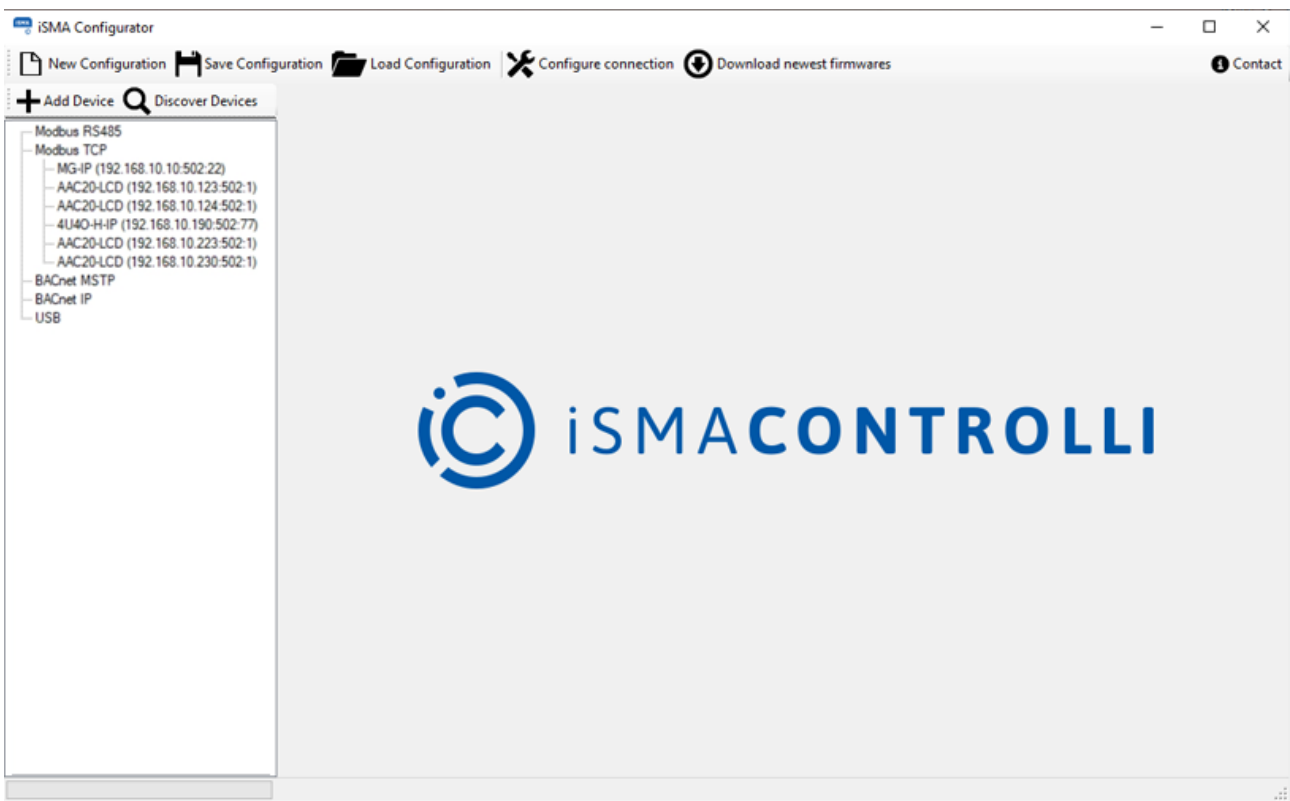 iSMA Configurator
New Configuration Save Configuration Load Configuration Configure connection Download newest firmwares Contact
Add Device Discover Devices
Modbus RS485
Modbus TCP
MG-IP (192.168.10.10:502:22)
AAC20-LCD (192.168.10.123:502:1)
AAC20-LCD (192.168.10.124:502:1)
4U4O-H-IP (192.168.10.190:502:77)
AAC20-LCD (192.168.10.223:502:1)
AAC20-LCD (192.168.10.230:502:1)
BACnet MSTP
BACnet IP
USB
iSMACONTROLLI